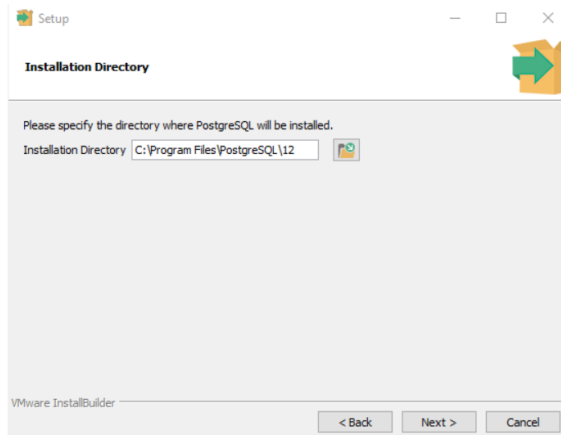 Setup
Installation Directory
Please specify the directory where PostgreSQL will be installed.
Installation Directory C:\Program Files\PostgreSQL\12
VMware InstallBuilder
< Back Next > Cancel